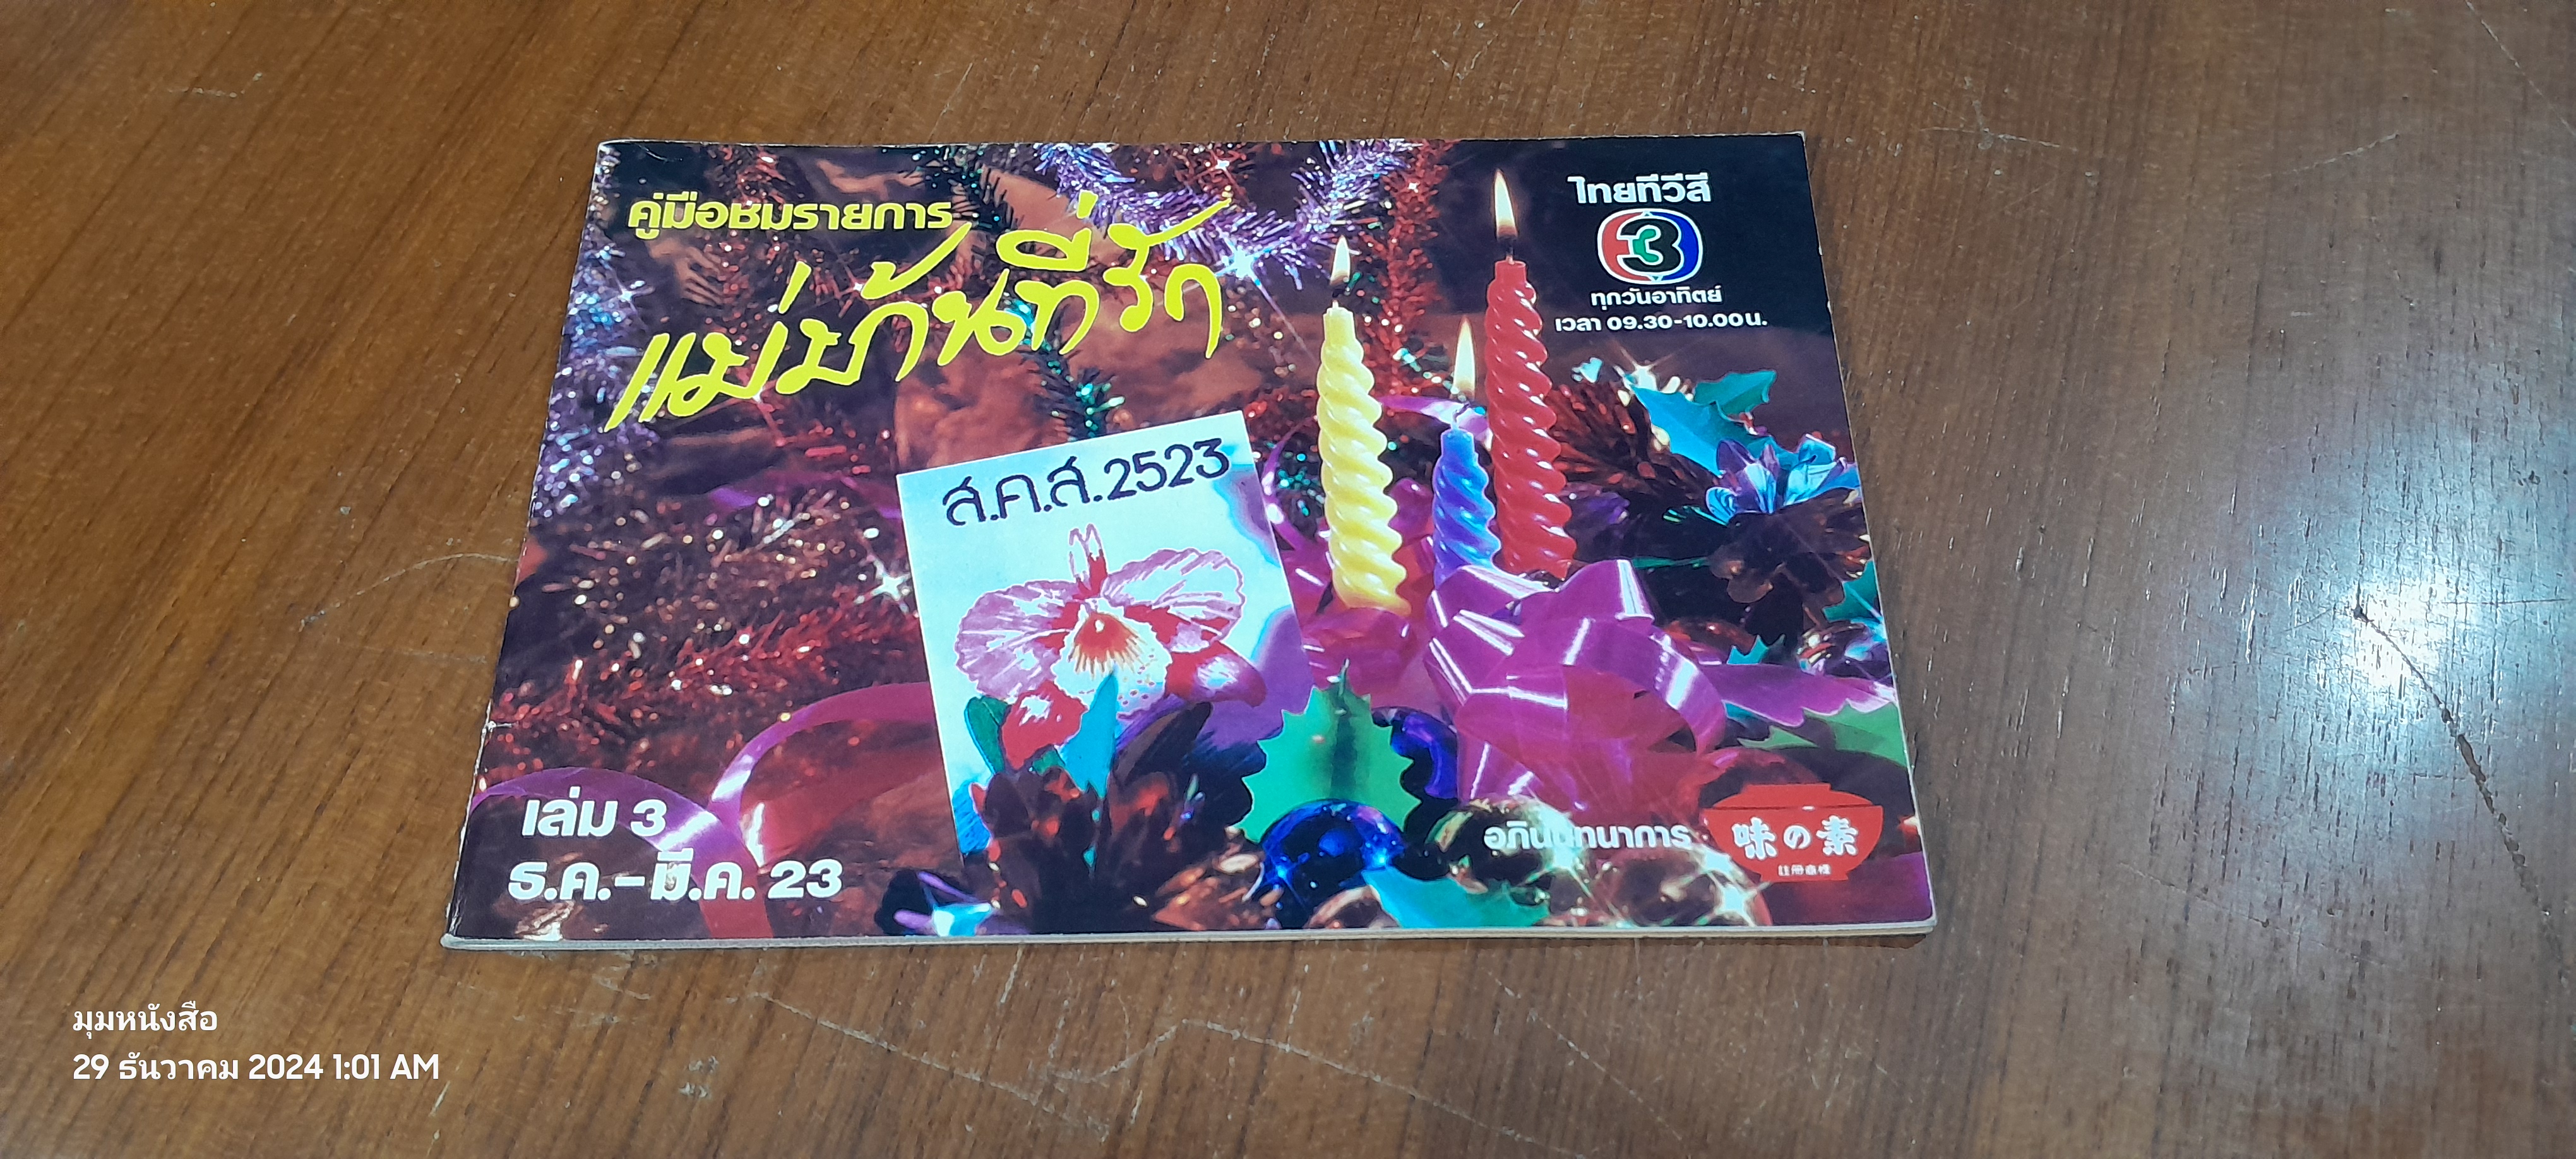 คู่มือชมรายการ
แม่บ้านที่รัก
ไทยทีวีสี
3
ทุกวันอาทิตย์
เวลา 09.30-10.00 น.
ส.ค.ส.2523
เล่ม 3
ธ.ค.-มี.ค. 23
อภินันทนาการ
味の素
註冊商標
มุมหนังสือ
29 ธันวาคม 2024 1:01 AM